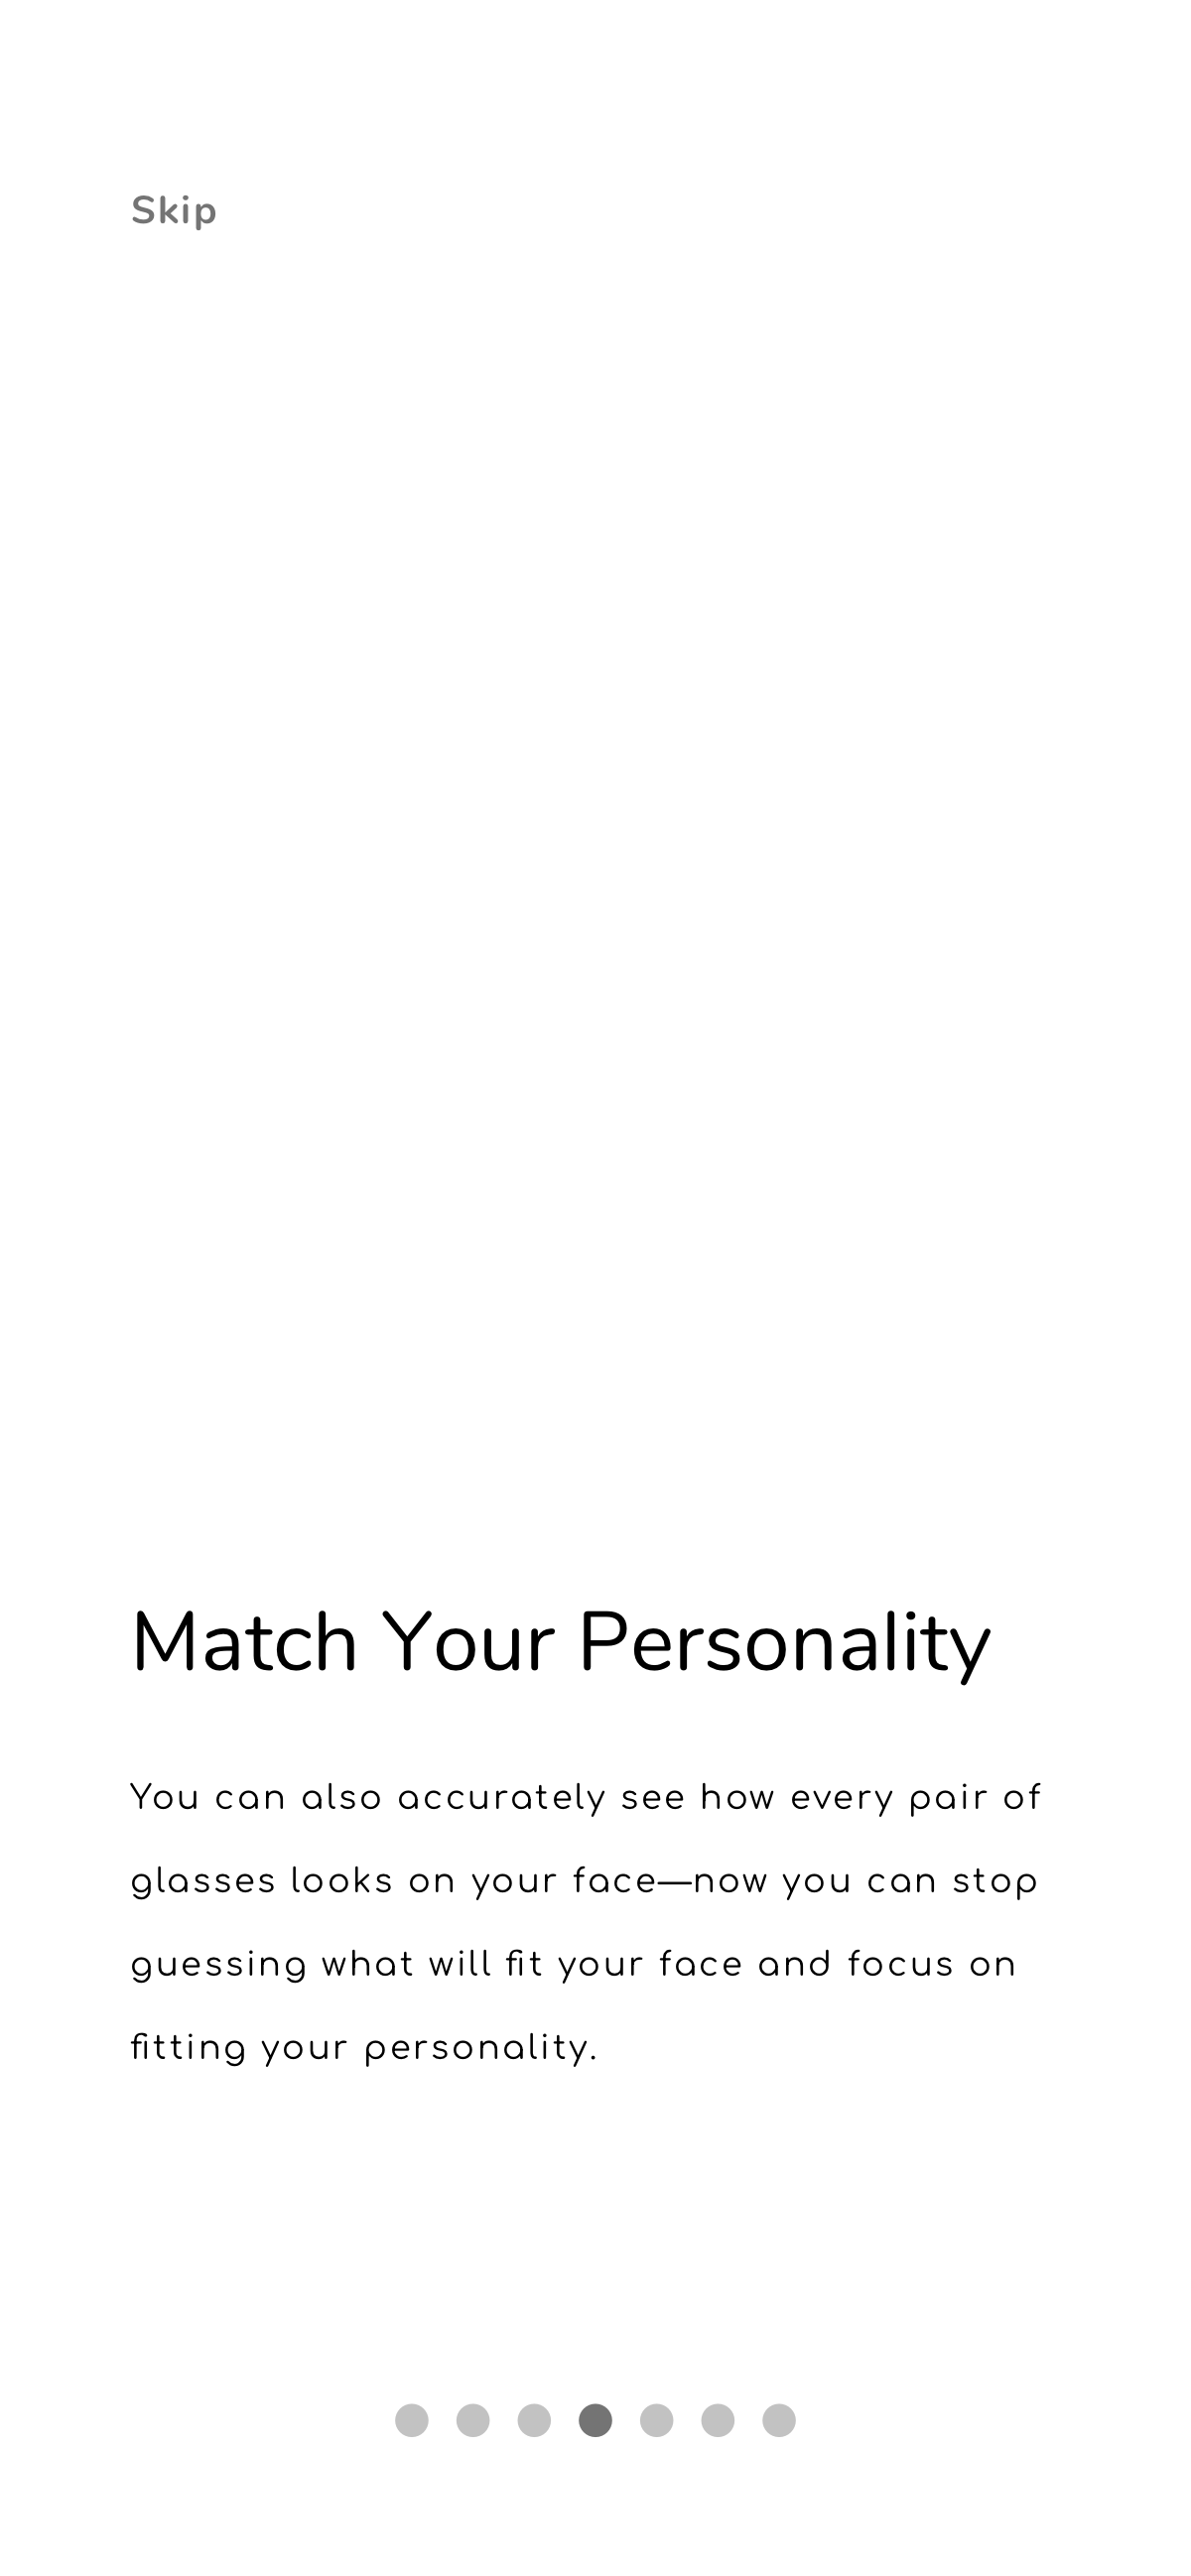 Skip
Match Your Personality
You can also accurately see how every pair of
glasses looks on your face—now you can stop
guessing what will fit your face and focus on
fitting your personality.